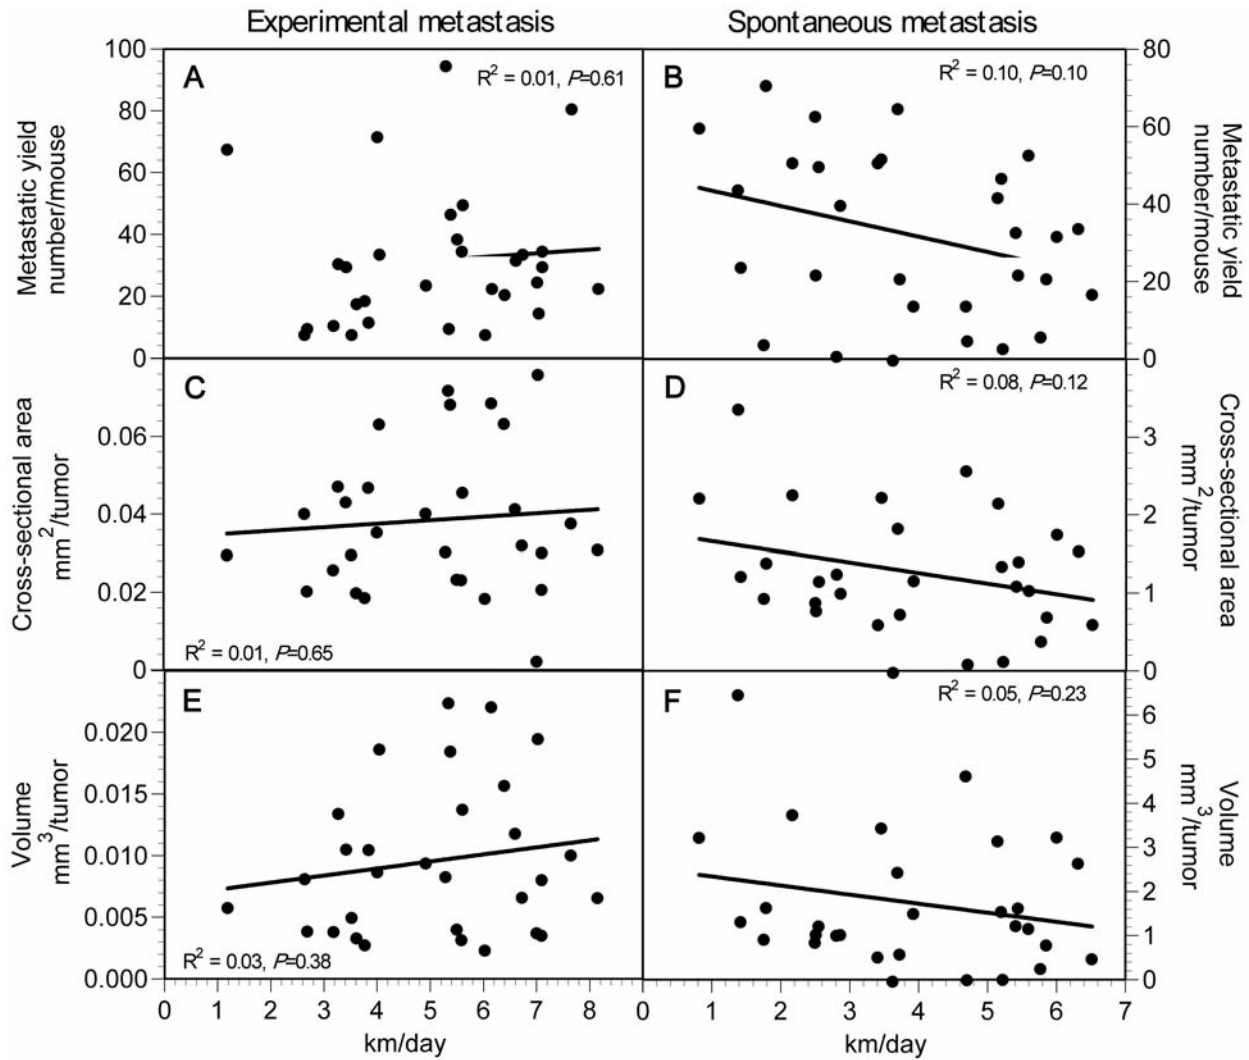 Experimental metastasis
Spontaneous metastasis
A
R² = 0.01, P=0.61
100
80
60
40
20
0
Metastatic yield
number/mouse
B
R² = 0.10, P=0.10
80
60
40
20
0
Metastatic yield
number/mouse
C
R² = 0.01, P=0.65
0.06
0.04
0.02
0
Cross-sectional area
mm²/tumor
D
R² = 0.08, P=0.12
3
2
1
0
Cross-sectional area
mm²/tumor
E
R² = 0.03, P=0.38
0.020
0.015
0.010
0.005
0.000
Volume
mm³/tumor
F
R² = 0.05, P=0.23
6
5
4
3
2
1
0
Volume
mm³/tumor
0 1 2 3 4 5 6 7 8 0 1 2 3 4 5 6 7
km/day
km/day